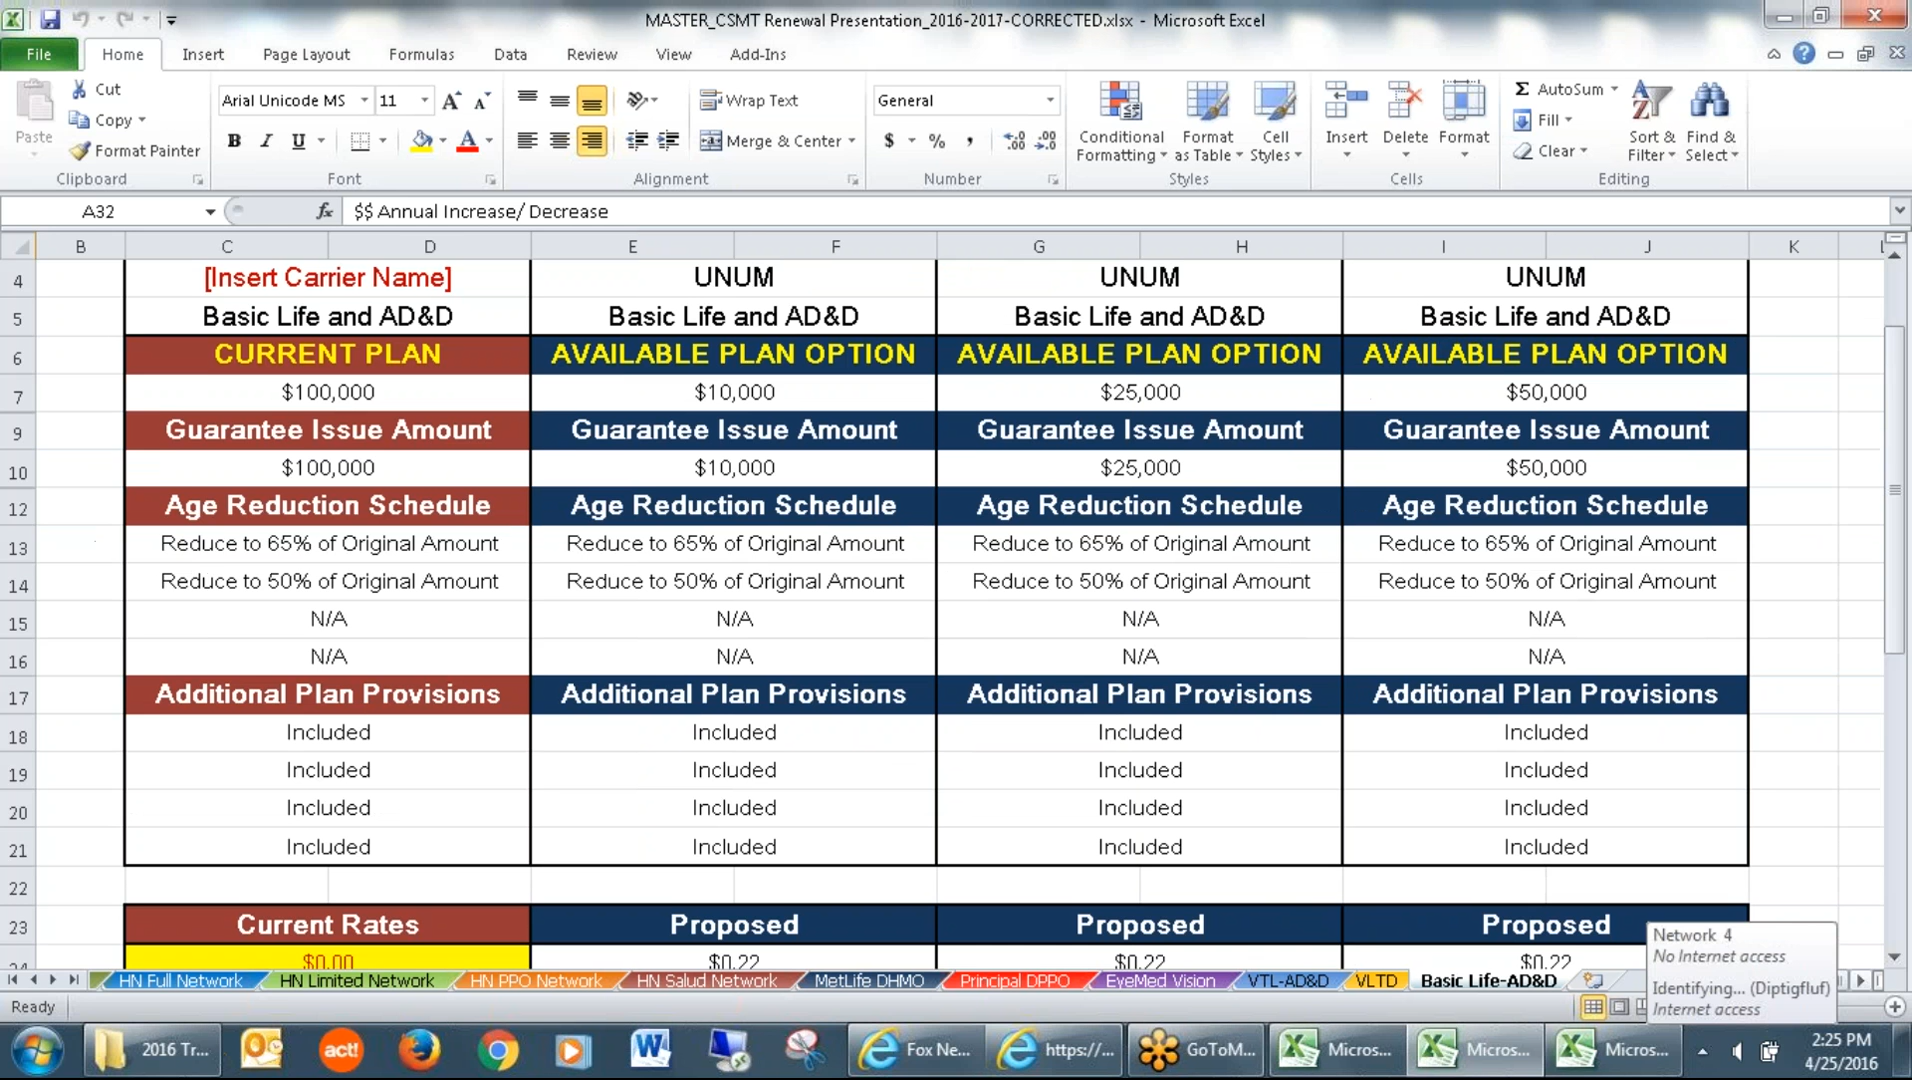 MASTER_CSMT Renewal Presentation_2016-2017-CORRECTED.xlsx - Microsoft Excel
File Home Insert Page Layout Formulas Data Review View Add-Ins
Paste
Cut
Copy
Format Painter
Clipboard
Arial Unicode MS 11
B I U
Font
Wrap Text
Merge & Center
Alignment
General
$ % ,
Number
Conditional Formatting
Format as Table
Cell Styles
Styles
Insert Delete Format
Cells
AutoSum
Fill
Clear
Sort & Filter
Find & Select
Editing
A32 fx $$ Annual Increase/ Decrease
B C D E F G H I J K
4 [Insert Carrier Name] UNUM UNUM UNUM
5 Basic Life and AD&D Basic Life and AD&D Basic Life and AD&D Basic Life and AD&D
6 CURRENT PLAN AVAILABLE PLAN OPTION AVAILABLE PLAN OPTION AVAILABLE PLAN OPTION
7 $100,000 $10,000 $25,000 $50,000
9 Guarantee Issue Amount Guarantee Issue Amount Guarantee Issue Amount Guarantee Issue Amount
10 $100,000 $10,000 $25,000 $50,000
12 Age Reduction Schedule Age Reduction Schedule Age Reduction Schedule Age Reduction Schedule
13 Reduce to 65% of Original Amount Reduce to 65% of Original Amount Reduce to 65% of Original Amount Reduce to 65% of Original Amount
14 Reduce to 50% of Original Amount Reduce to 50% of Original Amount Reduce to 50% of Original Amount Reduce to 50% of Original Amount
15 N/A N/A N/A N/A
16 N/A N/A N/A N/A
17 Additional Plan Provisions Additional Plan Provisions Additional Plan Provisions Additional Plan Provisions
18 Included Included Included Included
19 Included Included Included Included
20 Included Included Included Included
21 Included Included Included Included
22
23 Current Rates Proposed Proposed Proposed
24 $0.00 $0.22 $0.22 $0.22
Network 4
No Internet access
Identifying... (Diptigfluf)
Internet access
HN Full Network HN Limited Network HN PPO Network HN Salud Network MetLife DHMO Principal DPPO EyeMed Vision VTL-AD&D VLTD Basic Life-AD&D
Ready
2016 Tr... act! Fox Ne... https://... GoToM... Micros... Micros... Micros...
2:25 PM
4/25/2016